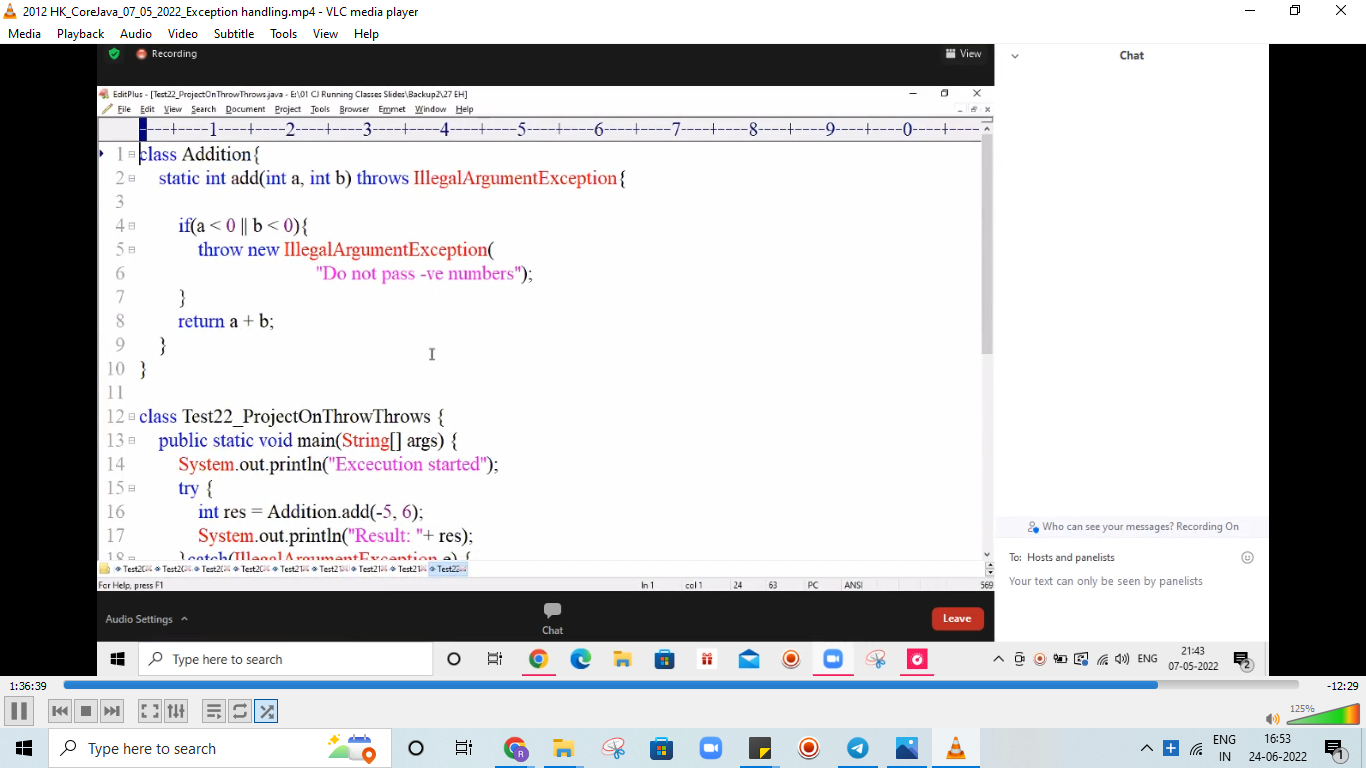 2012 HK_CoreJava_07_05_2022_Exception handling.mp4 - VLC media player
Media Playback Audio Video Subtitle Tools View Help
Recording View
Chat
EditPlus - [Test22_ProjectOnThrowThrows.java - E:\01 CJ Running Classes Slides\Backup2\27 EH]
File Edit View Search Document Project Tools Browser Emmet Window Help
----+----1----+----2----+----3----+----4----+----5----+----6----+----7----+----8----+----9----+----0----+----
1 class Addition{
2 static int add(int a, int b) throws IllegalArgumentException{
3
4 if(a < 0 || b < 0){
5 throw new IllegalArgumentException(
6 "Do not pass -ve numbers");
7 }
8 return a + b;
9 }
10 }
11
12 class Test22_ProjectOnThrowThrows {
13 public static void main(String[] args) {
14 System.out.println("Excecution started");
15 try {
16 int res = Addition.add(-5, 6);
17 System.out.println("Result: "+ res);
18 }catch(IllegalArgumentException e) {
Test22
For Help, press F1 ln 1 col 1 24 63 PC ANSI 569
Who can see your messages? Recording On
To: Hosts and panelists
Your text can only be seen by panelists
Audio Settings Chat Leave
Type here to search ENG 21:43 07-05-2022 2
1:36:39 -12:29
125%
Type here to search ENG IN 16:53 24-06-2022 1